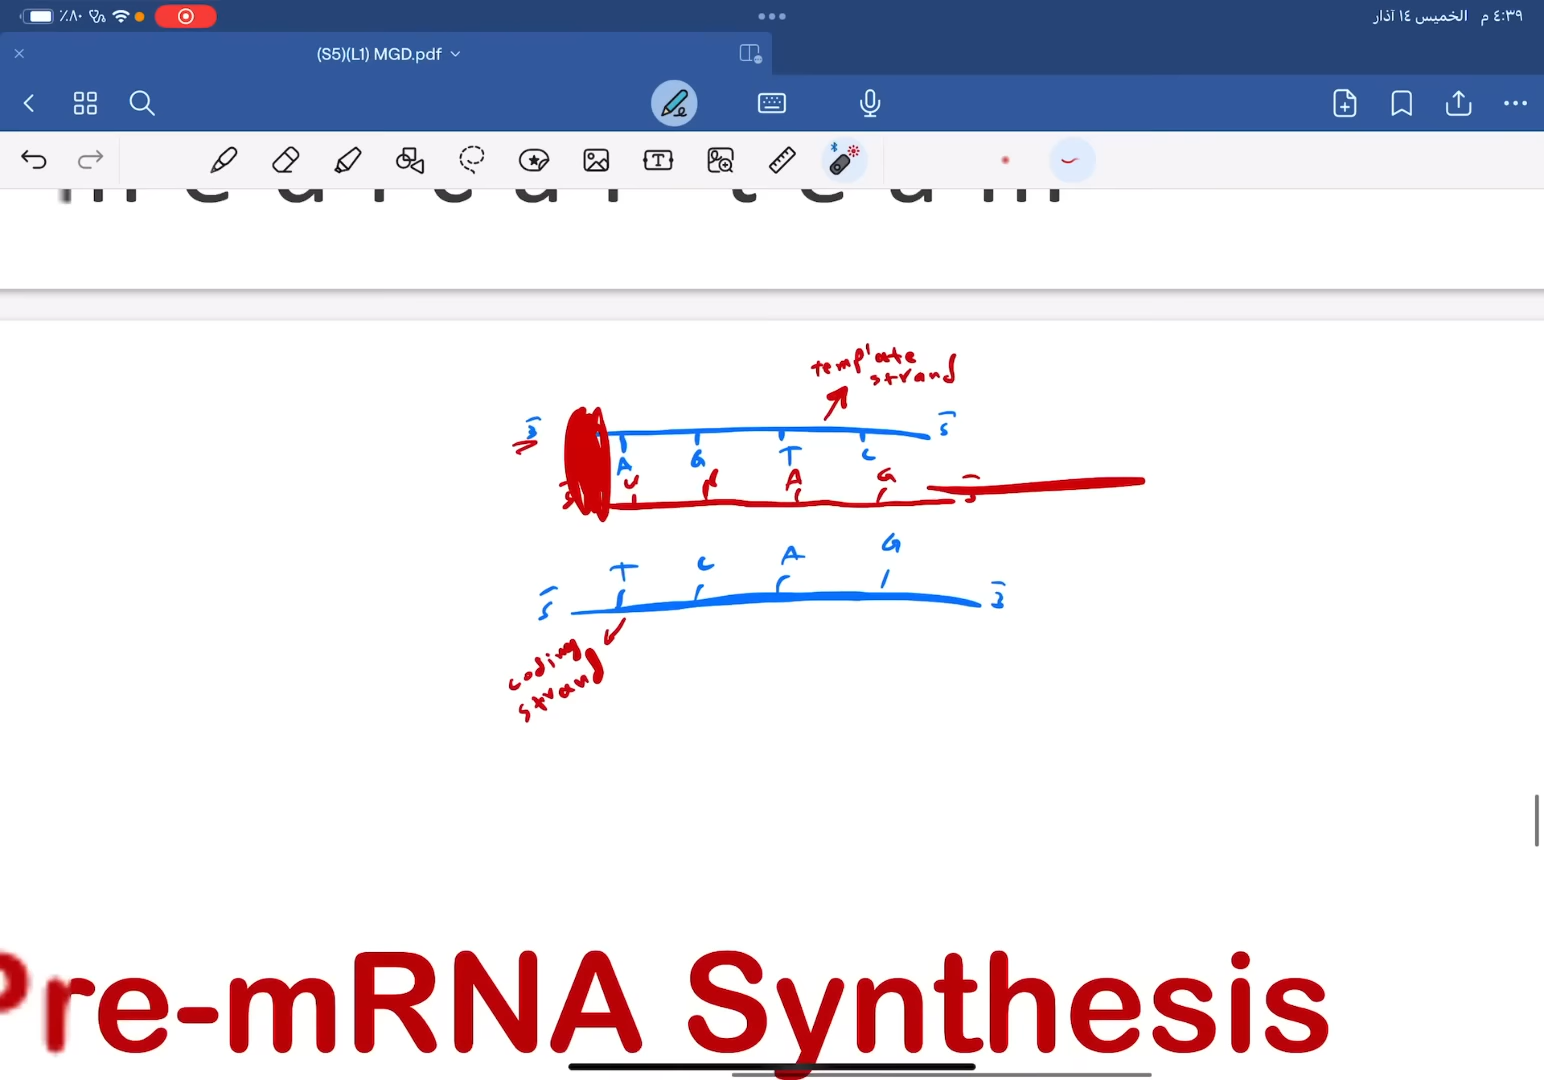 ٪٨٠
٤:٣٩ م الخميس ١٤ آذار
(S5)(L1) MGD.pdf
template
strand
3
5
A G T C
U A G
3
T C A G
5
3
coding
strand
Pre-mRNA Synthesis